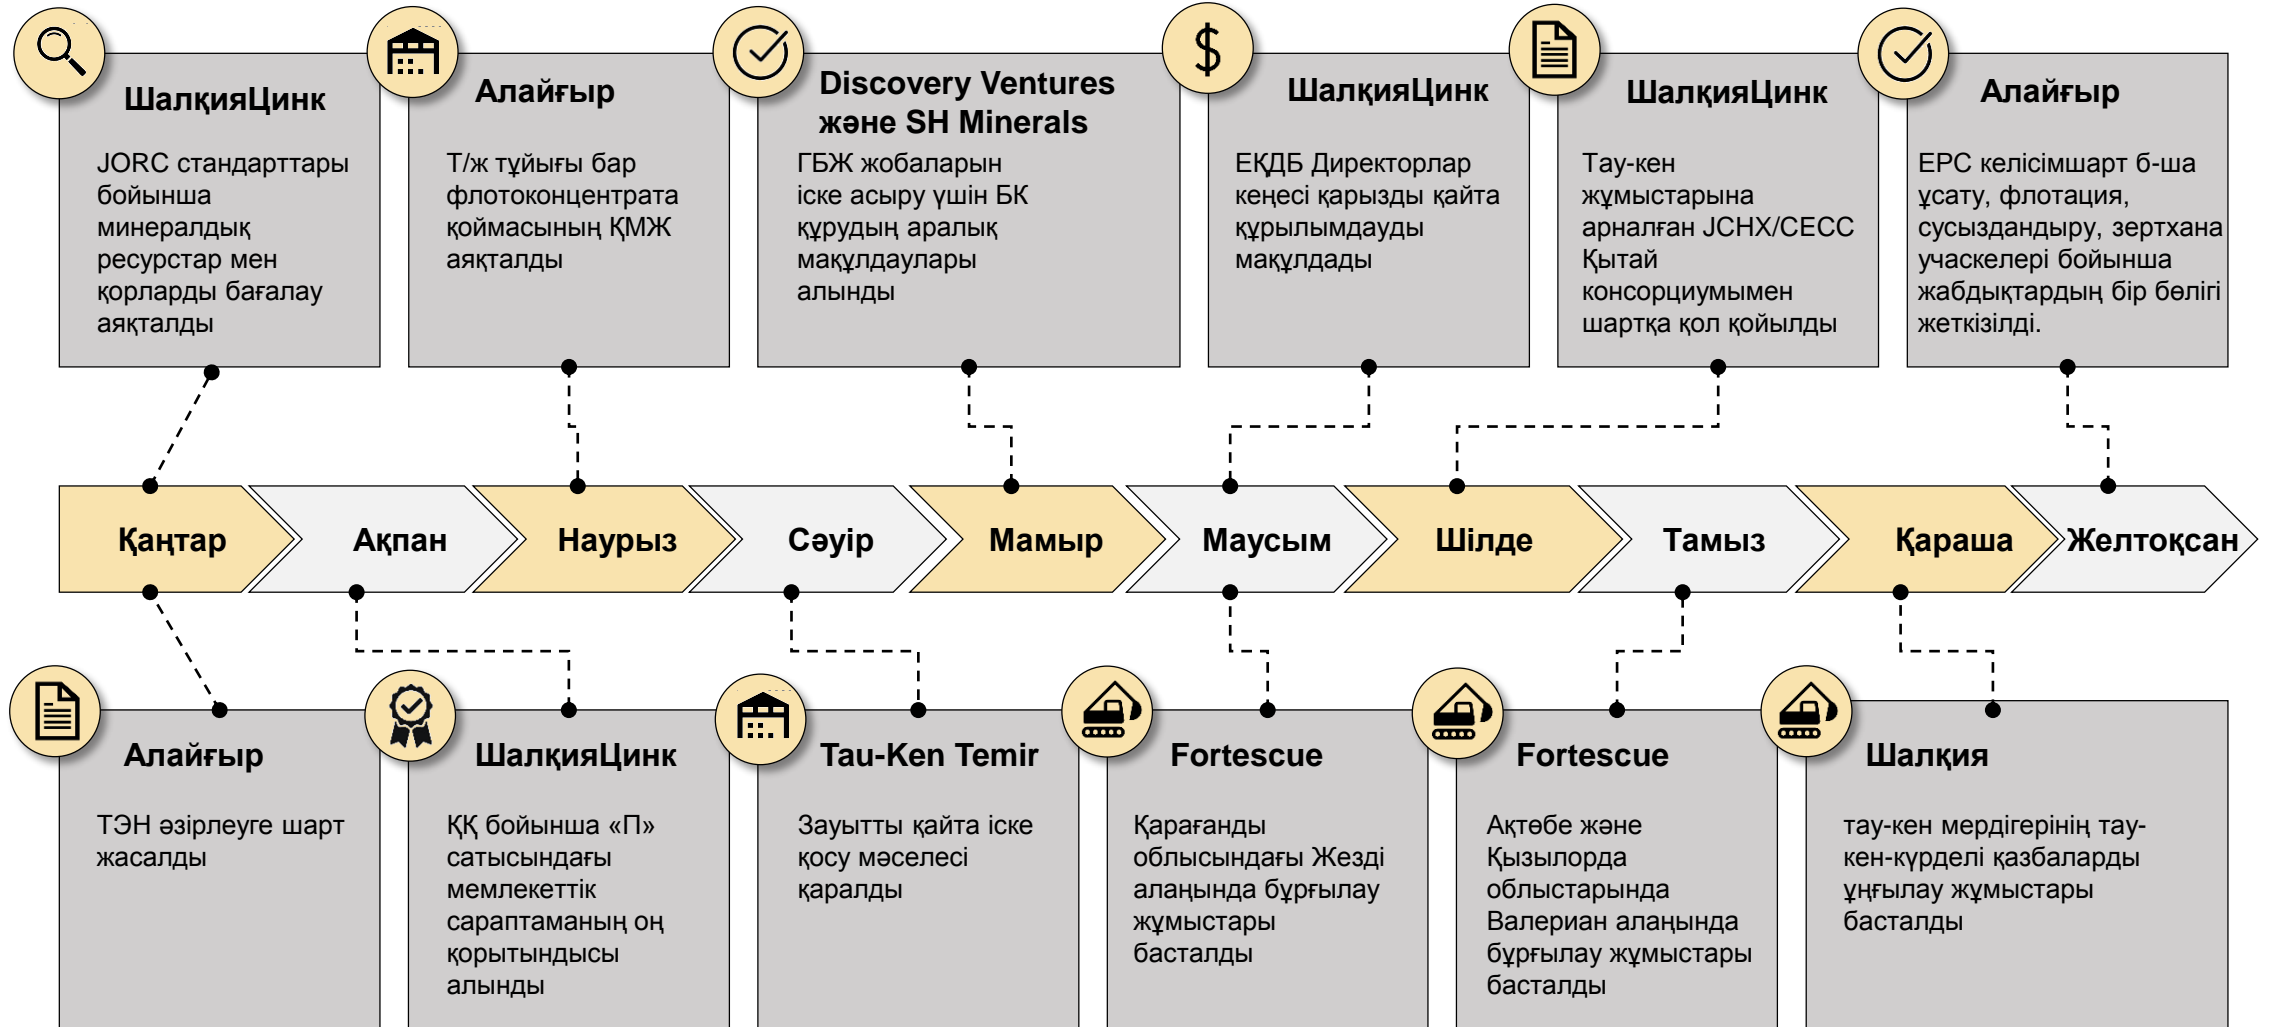 ШалқияЦинк
JORC стандарттары
бойынша
минералдық
ресурстар мен
қорларды бағалау
аяқталды
Алайғыр
Т/ж тұйығы бар
флотоконцентрата
қоймасының ҚМЖ
аяқталды
Discovery Ventures
және SH Minerals
ГБЖ жобаларын
іске асыру үшін БК
құрудың аралық
мақұлдаулары
алынды
ШалқияЦинк
ЕҚДБ Директорлар
кеңесі қарызды қайта
құрылымдауды
мақұлдады
ШалқияЦинк
Тау-кен
жұмыстарына
арналған JCHX/CECC
Қытай
консорциумымен
шартқа қол қойылды
Алайғыр
ЕРС келісімшарт б-ша
ұсату, флотация,
сусыздандыру, зертхана
учаскелері бойынша
жабдықтардың бір бөлігі
жеткізілді.
Қаңтар
Ақпан
Наурыз
Сәуір
Мамыр
Маусым
Шілде
Тамыз
Қараша
Желтоқсан
Алайғыр
ТЭН әзірлеуге шарт
жасалды
ШалқияЦинк
ҚҚ бойынша «П»
сатысындағы
мемлекеттік
сараптаманың оң
қорытындысы
алынды
Tau-Ken Temir
Зауытты қайта іске
қосу мәселесі
қаралды
Fortescue
Қарағанды
облысындағы Жезді
алаңында бұрғылау
жұмыстары
басталды
Fortescue
Ақтөбе және
Қызылорда
облыстарында
Валериан алаңында
бұрғылау жұмыстары
басталды
Шалқия
тау-кен мердігерінің тау-
кен-күрделі қазбаларды
ұңғылау жұмыстары
басталды